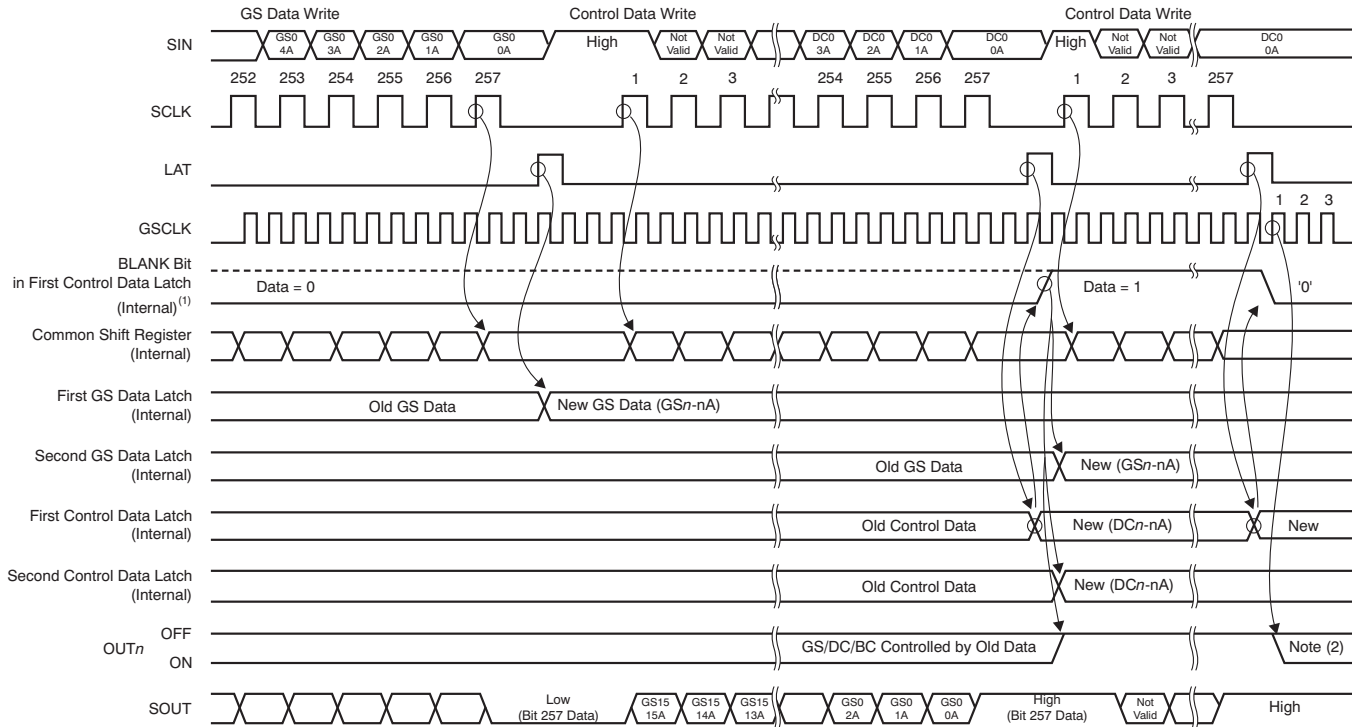 GS Data Write
Control Data Write
Control Data Write
SIN
GS0 4A
GS0 3A
GS0 2A
GS0 1A
GS0 0A
High
Not Valid
Not Valid
DC0 3A
DC0 2A
DC0 1A
DC0 0A
High
Not Valid
Not Valid
DC0 0A
252 253 254 255 256 257 1 2 3 254 255 256 257 1 2 3 257
SCLK
LAT
1 2 3
GSCLK
BLANK Bit
in First Control Data Latch
(Internal)(1)
Data = 0
Data = 1
'0'
Common Shift Register
(Internal)
First GS Data Latch
(Internal)
Old GS Data
New GS Data (GSn-nA)
Second GS Data Latch
(Internal)
Old GS Data
New (GSn-nA)
First Control Data Latch
(Internal)
Old Control Data
New (DCn-nA)
New
Second Control Data Latch
(Internal)
Old Control Data
New (DCn-nA)
OUTn
OFF
ON
GS/DC/BC Controlled by Old Data
Note (2)
SOUT
Low
(Bit 257 Data)
GS15 15A
GS15 14A
GS15 13A
GS0 2A
GS0 1A
GS0 0A
High
(Bit 257 Data)
Not Valid
High